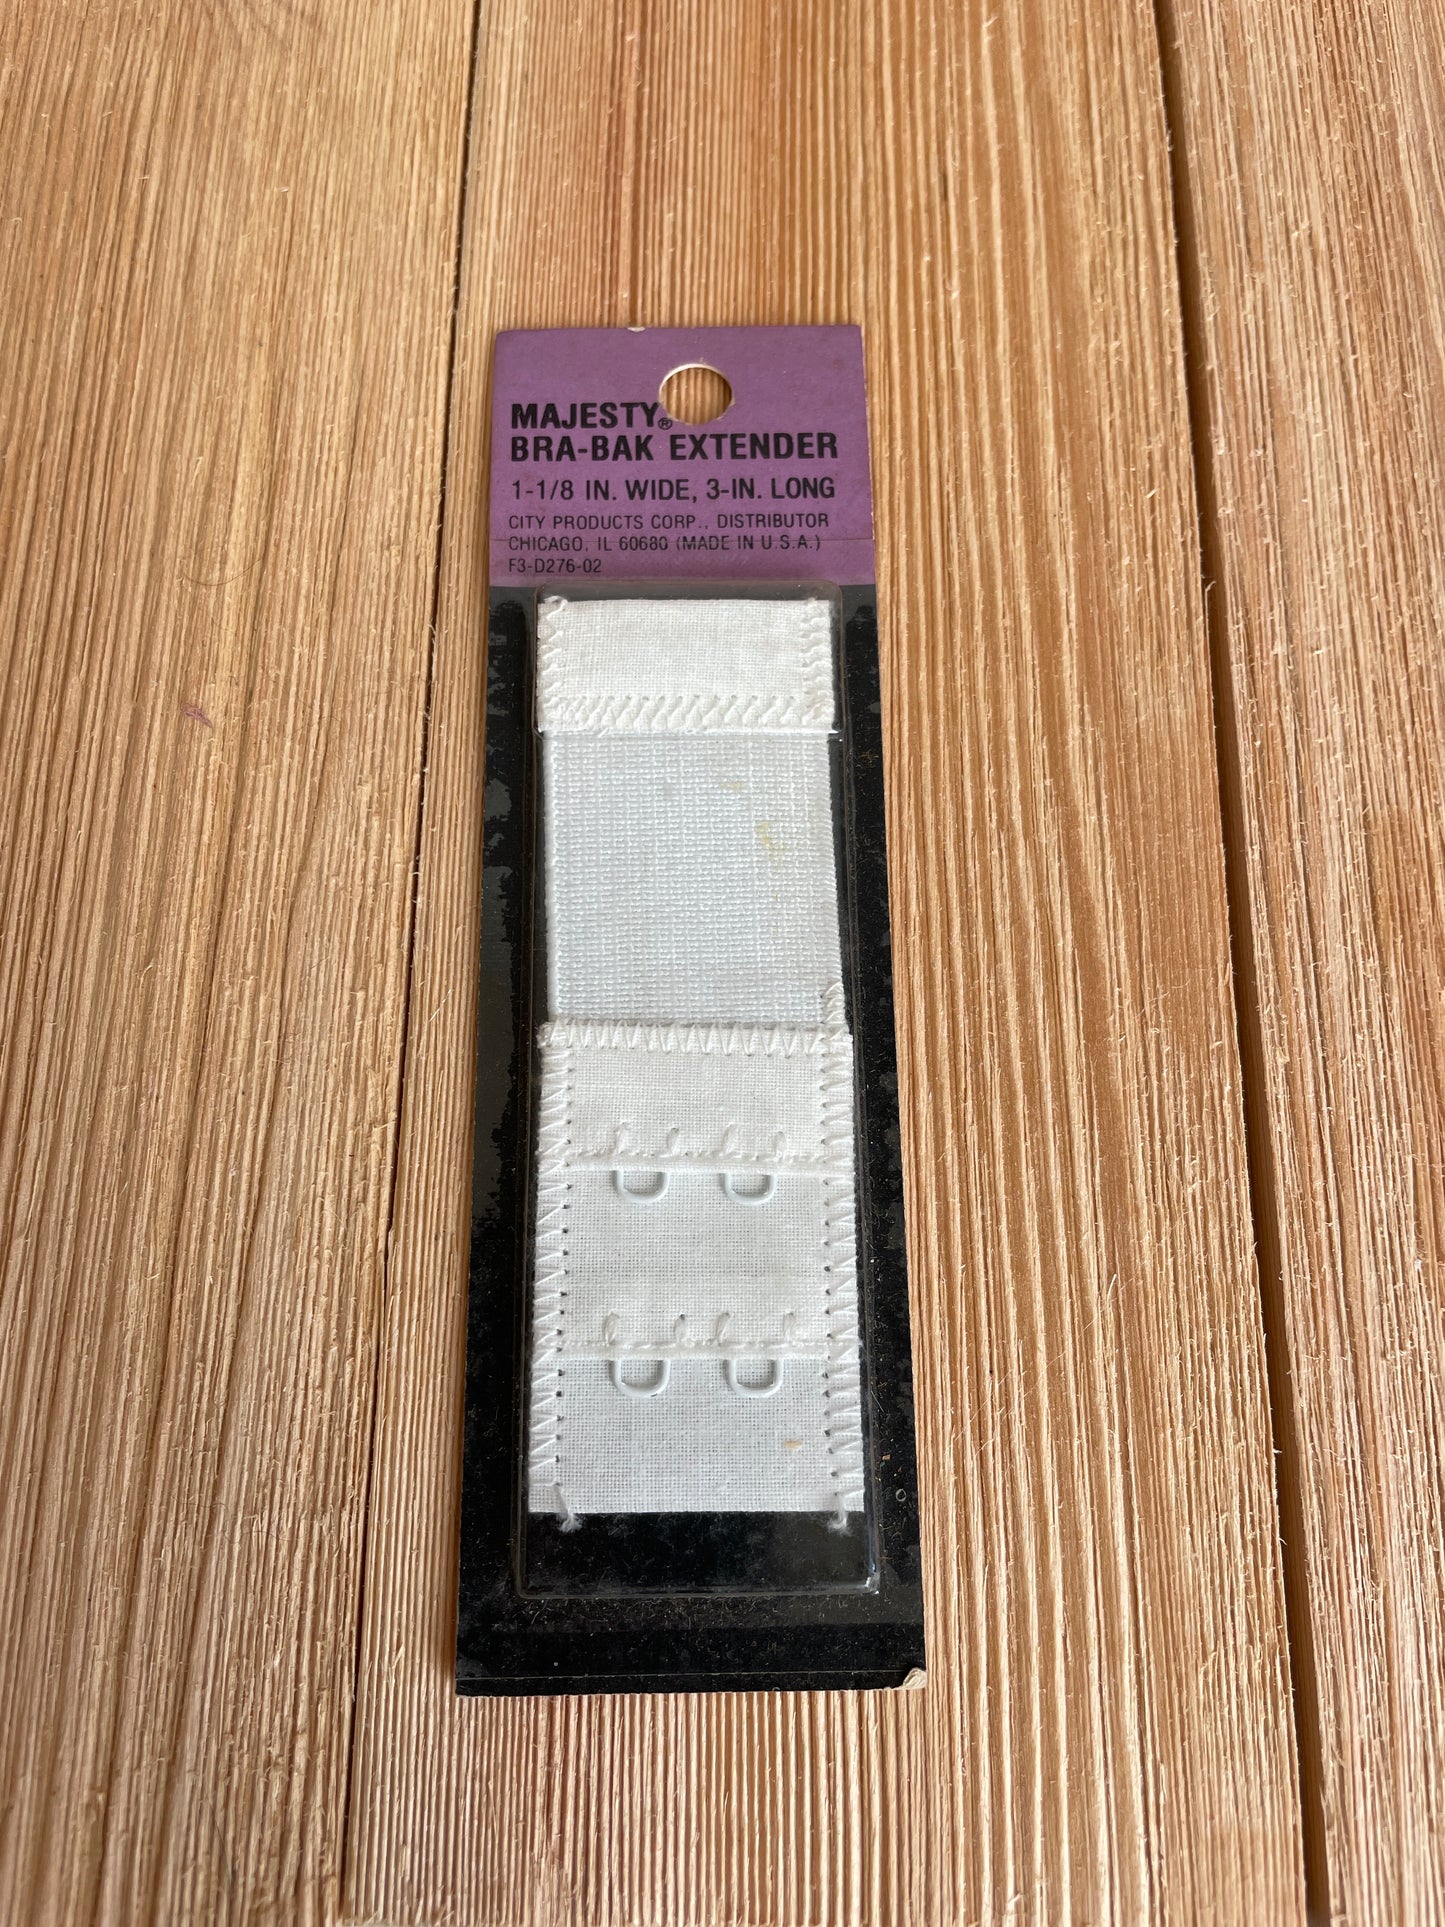 MAJESTY®
BRA-BAK EXTENDER
1-1/8 IN. WIDE, 3-IN. LONG
CITY PRODUCTS CORP., DISTRIBUTOR
CHICAGO, IL 60680 (MADE IN U.S.A.)
F3-D276-02